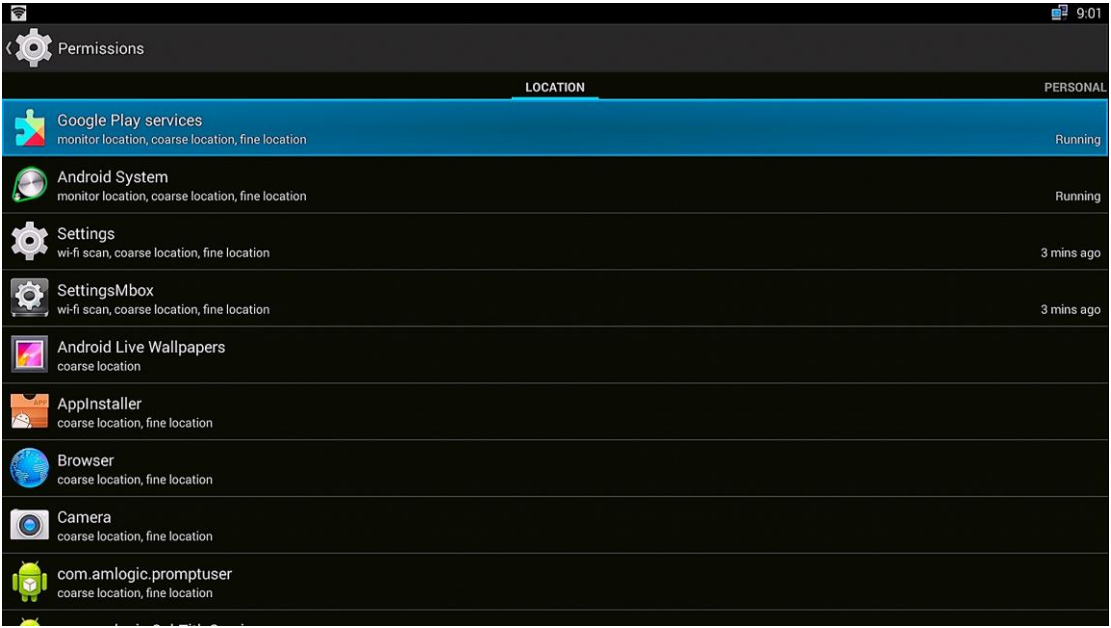 9:01
Permissions
LOCATION PERSONAL
Google Play services
monitor location, coarse location, fine location Running
Android System
monitor location, coarse location, fine location Running
Settings
wi-fi scan, coarse location, fine location 3 mins ago
SettingsMbox
wi-fi scan, coarse location, fine location 3 mins ago
Android Live Wallpapers
coarse location
AppInstaller
coarse location, fine location
Browser
coarse location, fine location
Camera
coarse location, fine location
com.amlogic.promptuser
coarse location, fine location